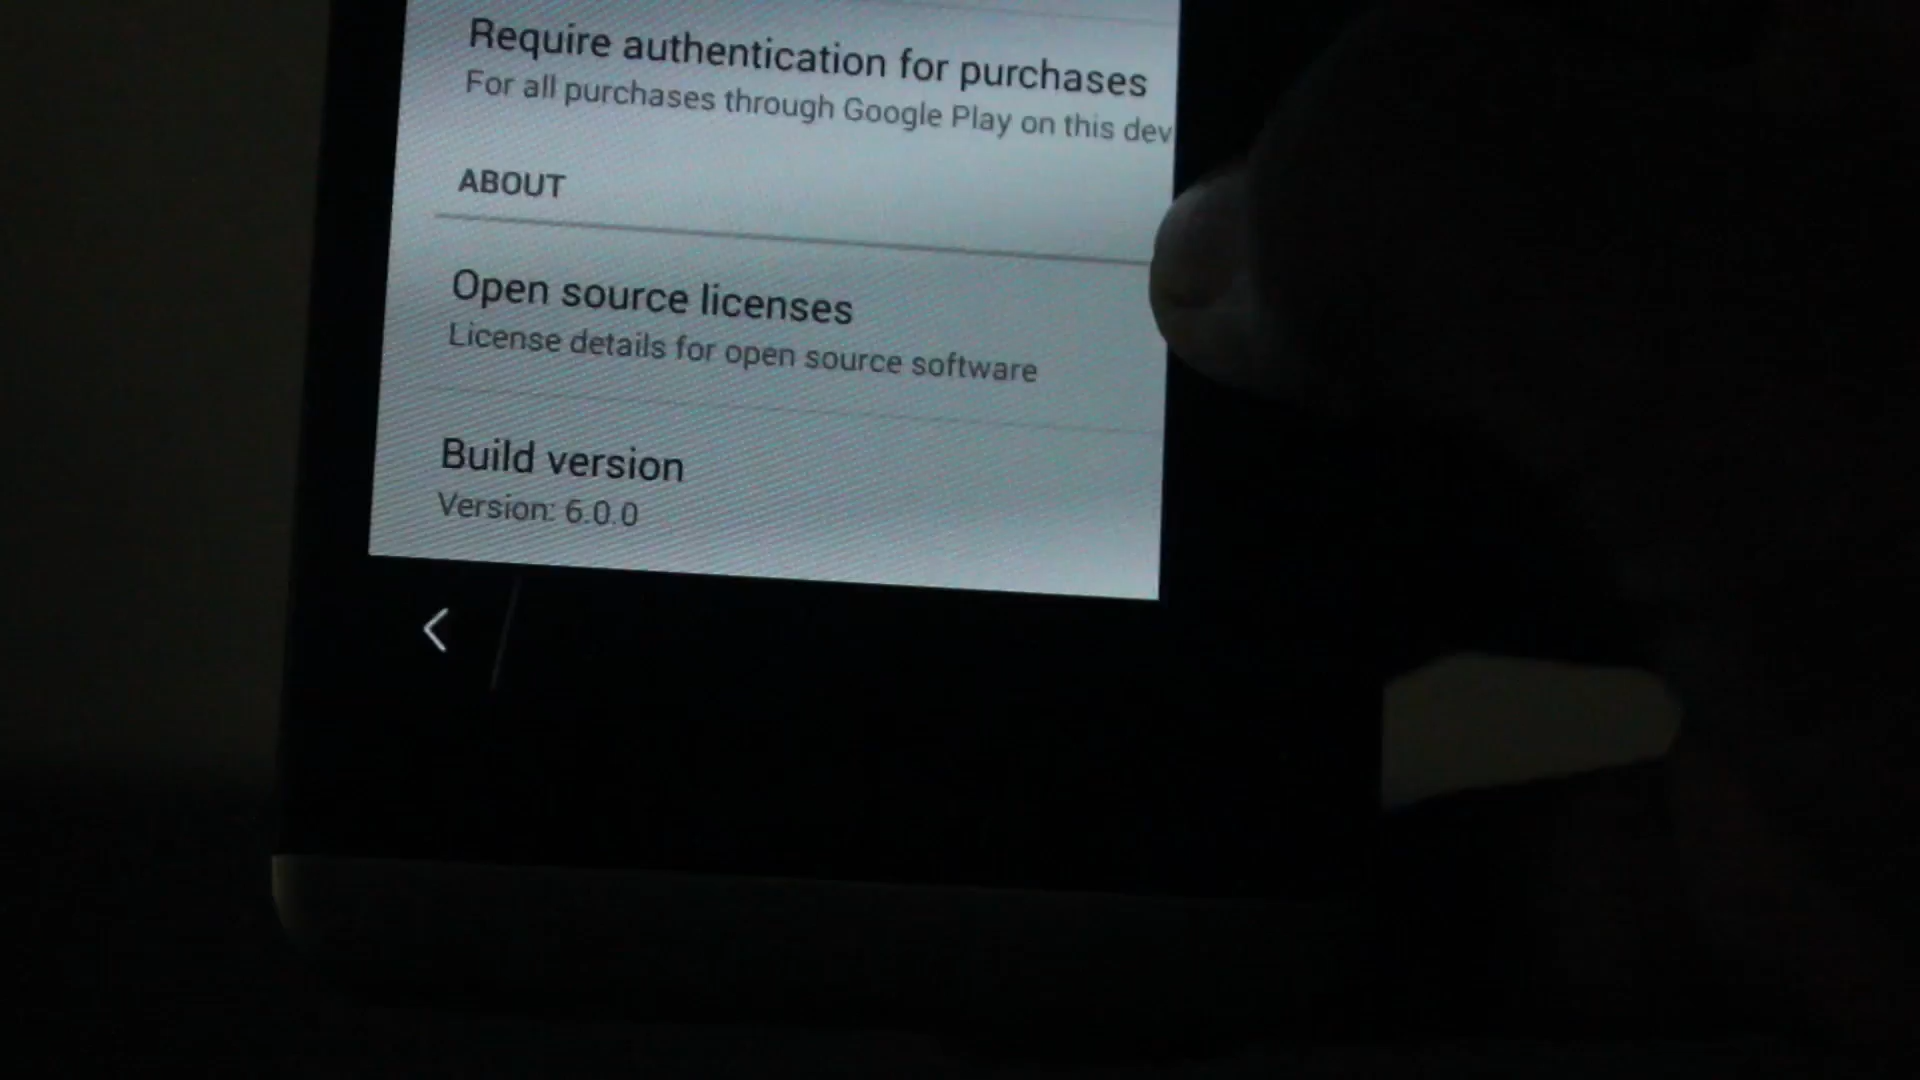 Require authentication for purchases
For all purchases through Google Play on this dev
ABOUT
Open source licenses
License details for open source software
Build version
Version: 6.0.0